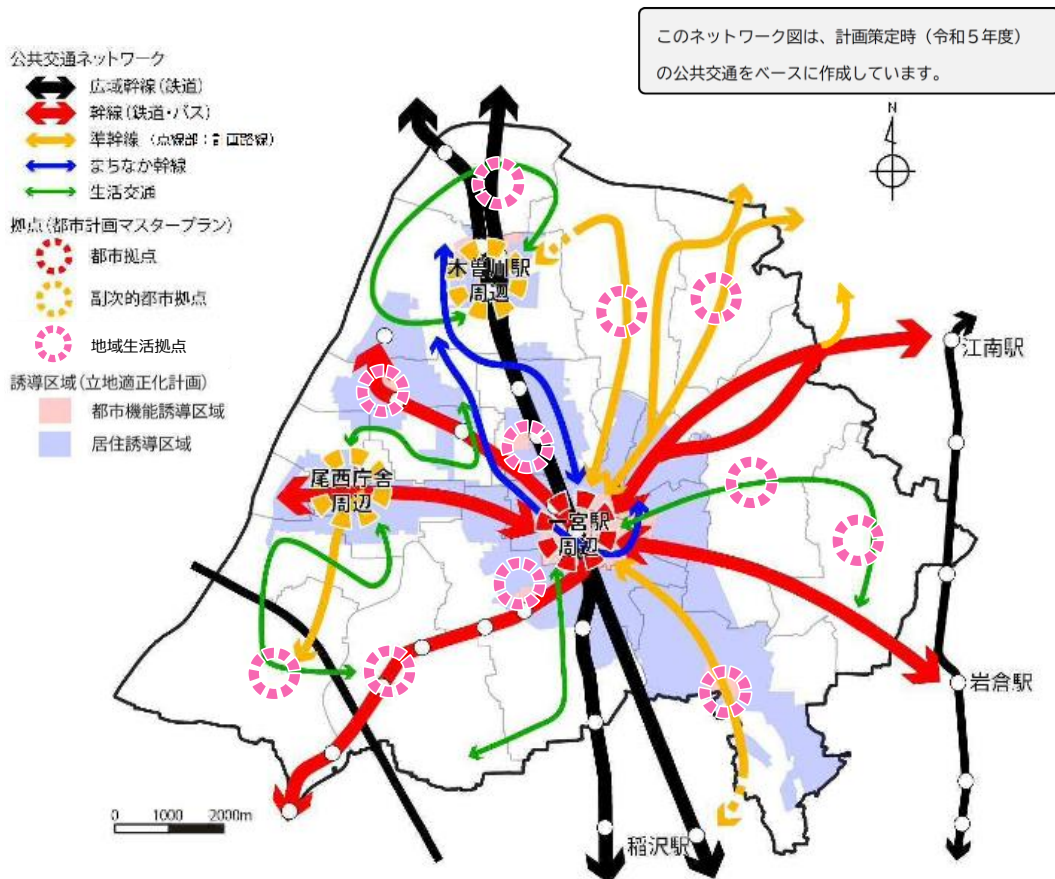 このネットワーク図は、計画策定時（令和５年度）
の公共交通をベースに作成しています。
公共交通ネットワーク
広域幹線（鉄道）
幹線（鉄道・バス）
準幹線（点線部：計画路線）
まちなか幹線
生活交通
拠点（都市計画マスタープラン）
都市拠点
副次的都市拠点
地域生活拠点
誘導区域（立地適正化計画）
都市機能誘導区域
居住誘導区域
N
木曽川駅
周辺
江南駅
尾西庁舎
周辺
一宮駅
周辺
岩倉駅
稲沢駅
0 1000 2000m